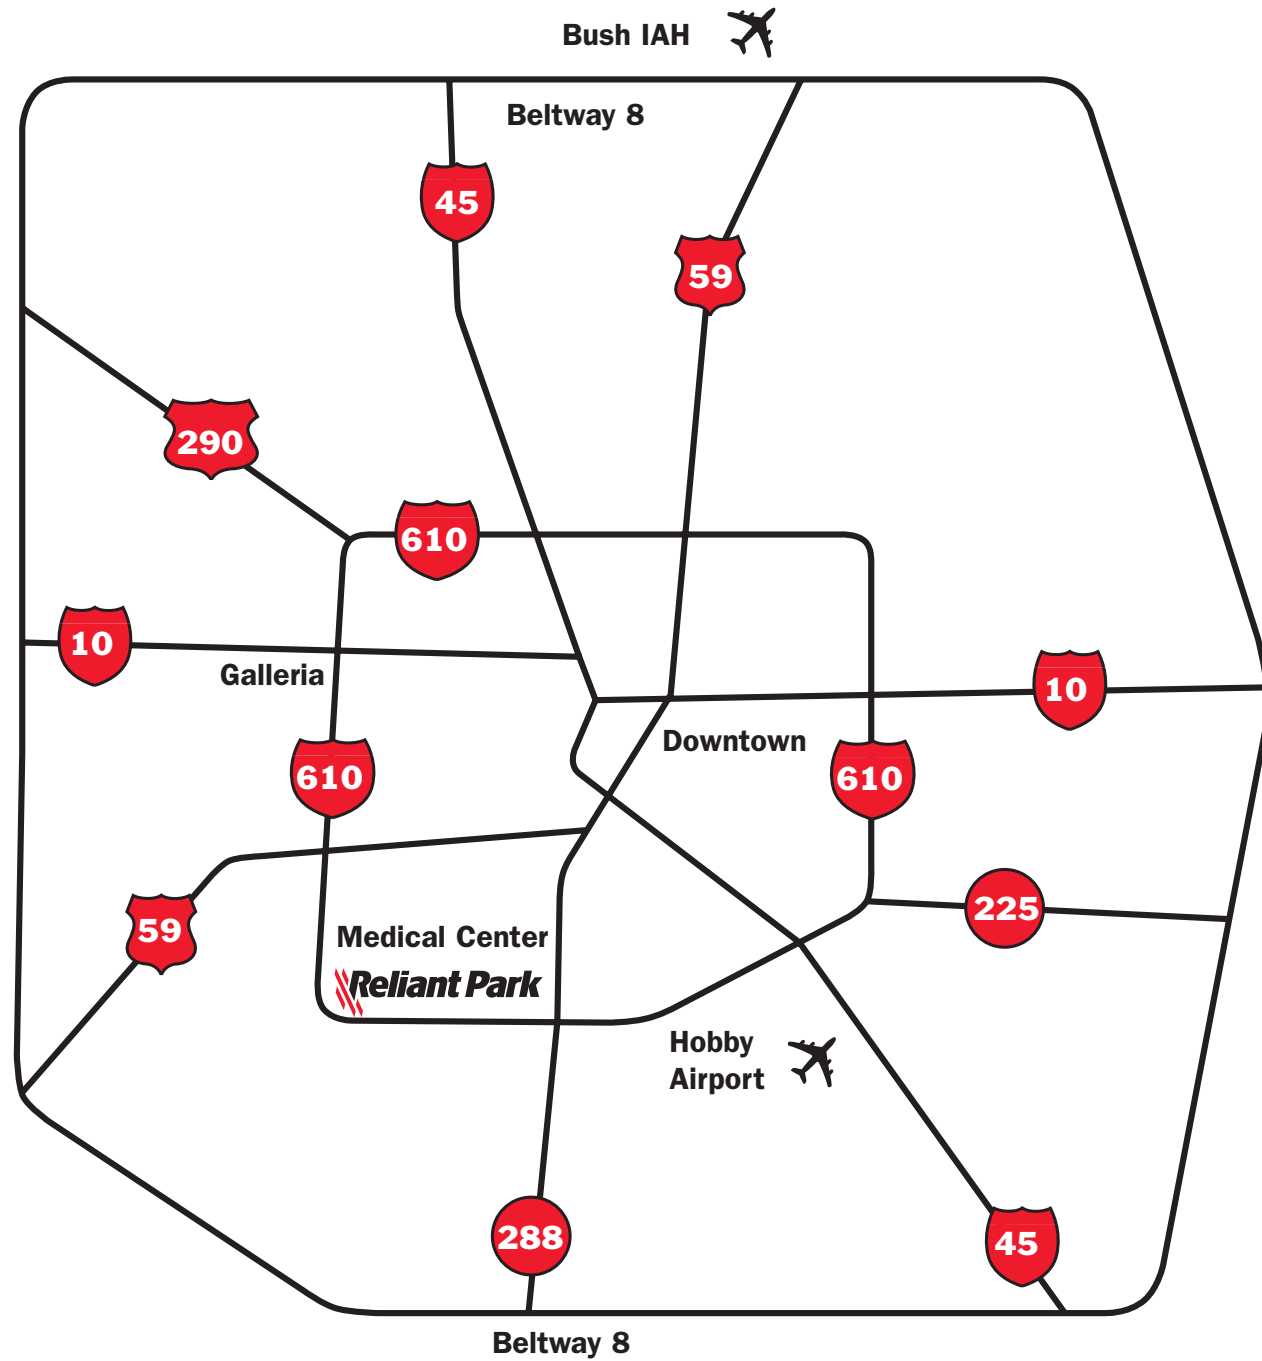 Bush IAH
Beltway 8
45
59
290
610
10
Galleria
10
Downtown
610
610
225
59
Medical Center
Reliant Park
Hobby
Airport
288
45
Beltway 8